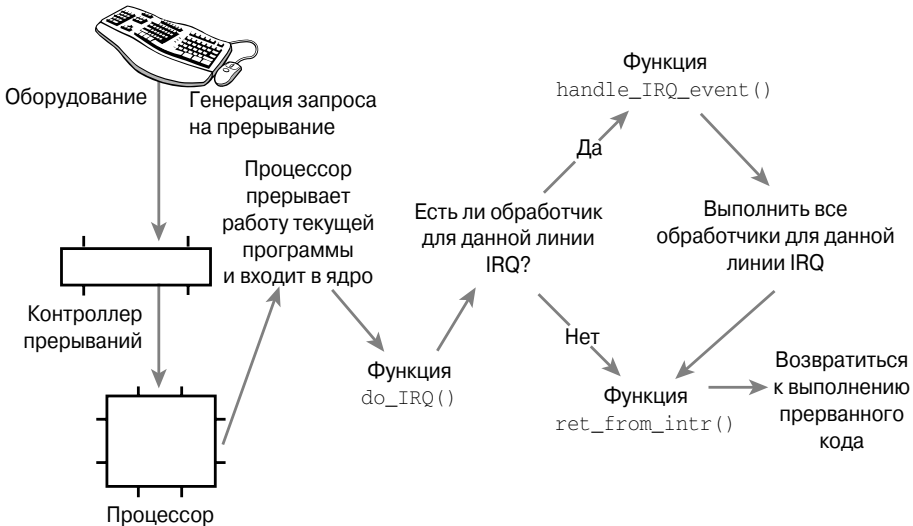 Оборудование
Генерация запроса
на прерывание
Контроллер
прерываний
Процессор
Процессор
прерывает
работу текущей
программы
и входит в ядро
Функция
do_IRQ()
Есть ли обработчик
для данной линии
IRQ?
Да
Нет
Функция
handle_IRQ_event()
Выполнить все
обработчики для данной
линии IRQ
Функция
ret_from_intr()
Возвратиться
к выполнению
прерванного
кода